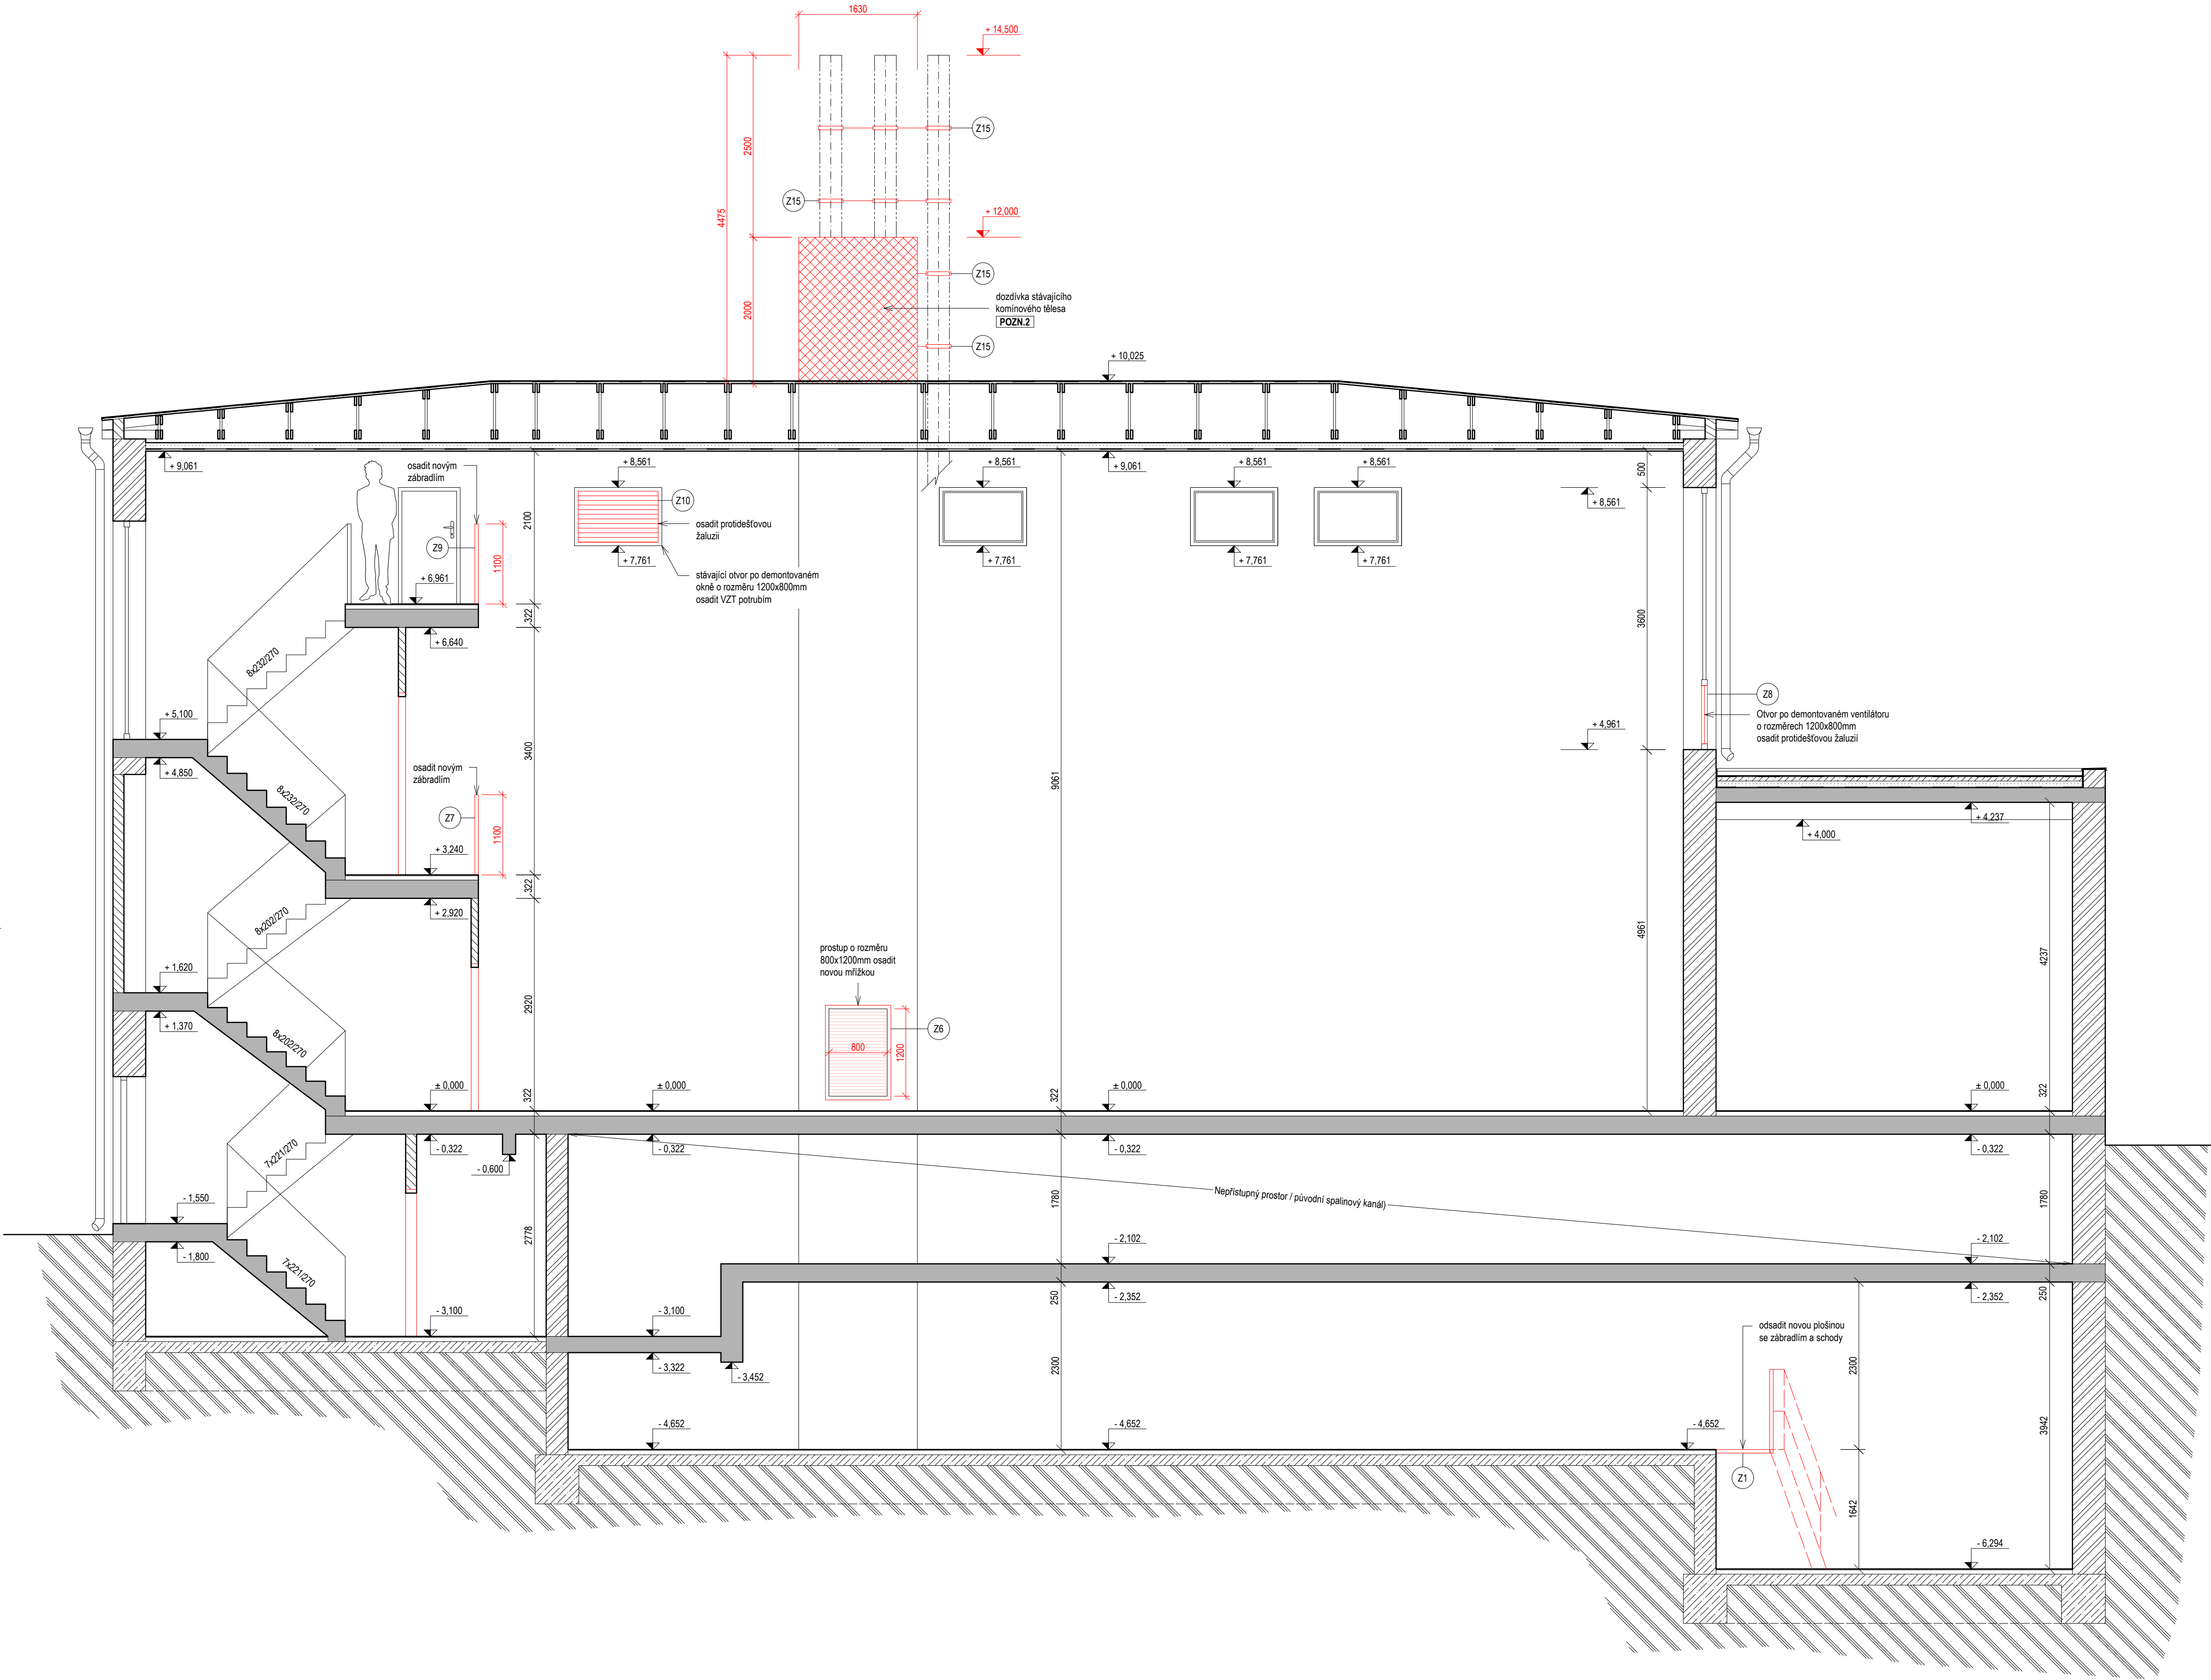 1630
+ 14,500
2500
4475
Z15
Z15
+ 12,000
2000
Z15
dozdívka stávajícího
komínového tělesa
POZN.2
Z15
+ 10,025
+ 9,061
osadit novým
zábradlím
+ 8,561
Z10
osadit protidešťovou
žaluzii
+ 7,761
stávající otvor po demontovaném
okně o rozměru 1200x800mm
osadit VZT potrubím
+ 8,561
+ 7,761
+ 9,061
+ 8,561
+ 7,761
+ 8,561
+ 7,761
500
+ 8,561
2100
Z9
1100
+ 6,961
322
+ 6,640
8x232/270
3600
Z8
Otvor po demontovaném ventilátoru
o rozměrech 1200x800mm
osadit protidešťovou žaluzií
+ 5,100
+ 4,850
+ 4,961
3400
9061
osadit novým
zábradlím
8x232/270
Z7
1100
+ 4,237
+ 4,000
+ 3,240
322
+ 2,920
8x202/270
4961
4237
prostup o rozměru
800x1200mm osadit
novou mřížkou
+ 1,620
+ 1,370
2920
8x202/270
Z6
800
1200
± 0,000
± 0,000
± 0,000
± 0,000
322
322
322
- 0,322
- 0,600
- 0,322
- 0,322
- 0,322
7x221/270
Nepřístupný prostor / původní spalinový kanál)
1780
1780
- 1,550
- 1,800
2778
- 2,102
- 2,102
7x221/270
250
- 2,352
- 2,352
250
- 3,100
- 3,100
- 3,322
- 3,452
2300
odsadit novou plošinou
se zábradlím a schody
2300
3942
- 4,652
- 4,652
- 4,652
Z1
1642
- 6,294